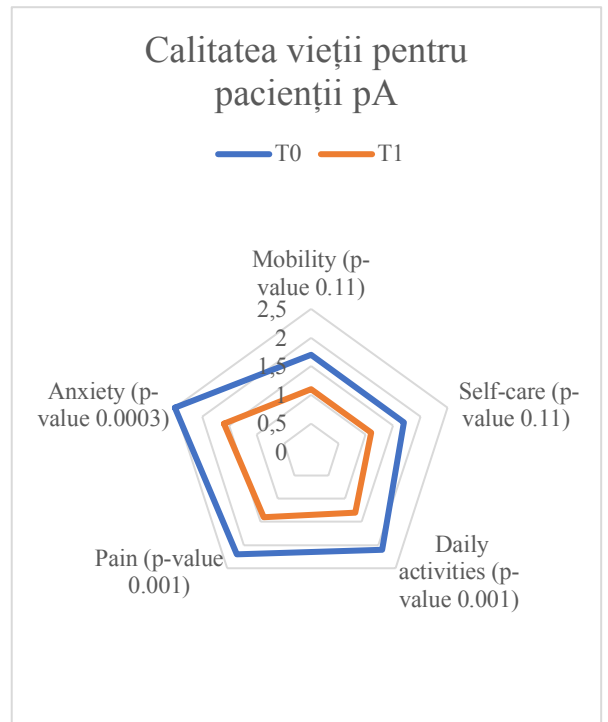 Calitatea vieții pentru
pacienții pA
T0 T1
Mobility (p-
value 0.11)
2,5
2
1,5
1
0,5
0
Self-care (p-
value 0.11)
Daily
activities (p-
value 0.001)
Pain (p-value
0.001)
Anxiety (p-
value 0.0003)